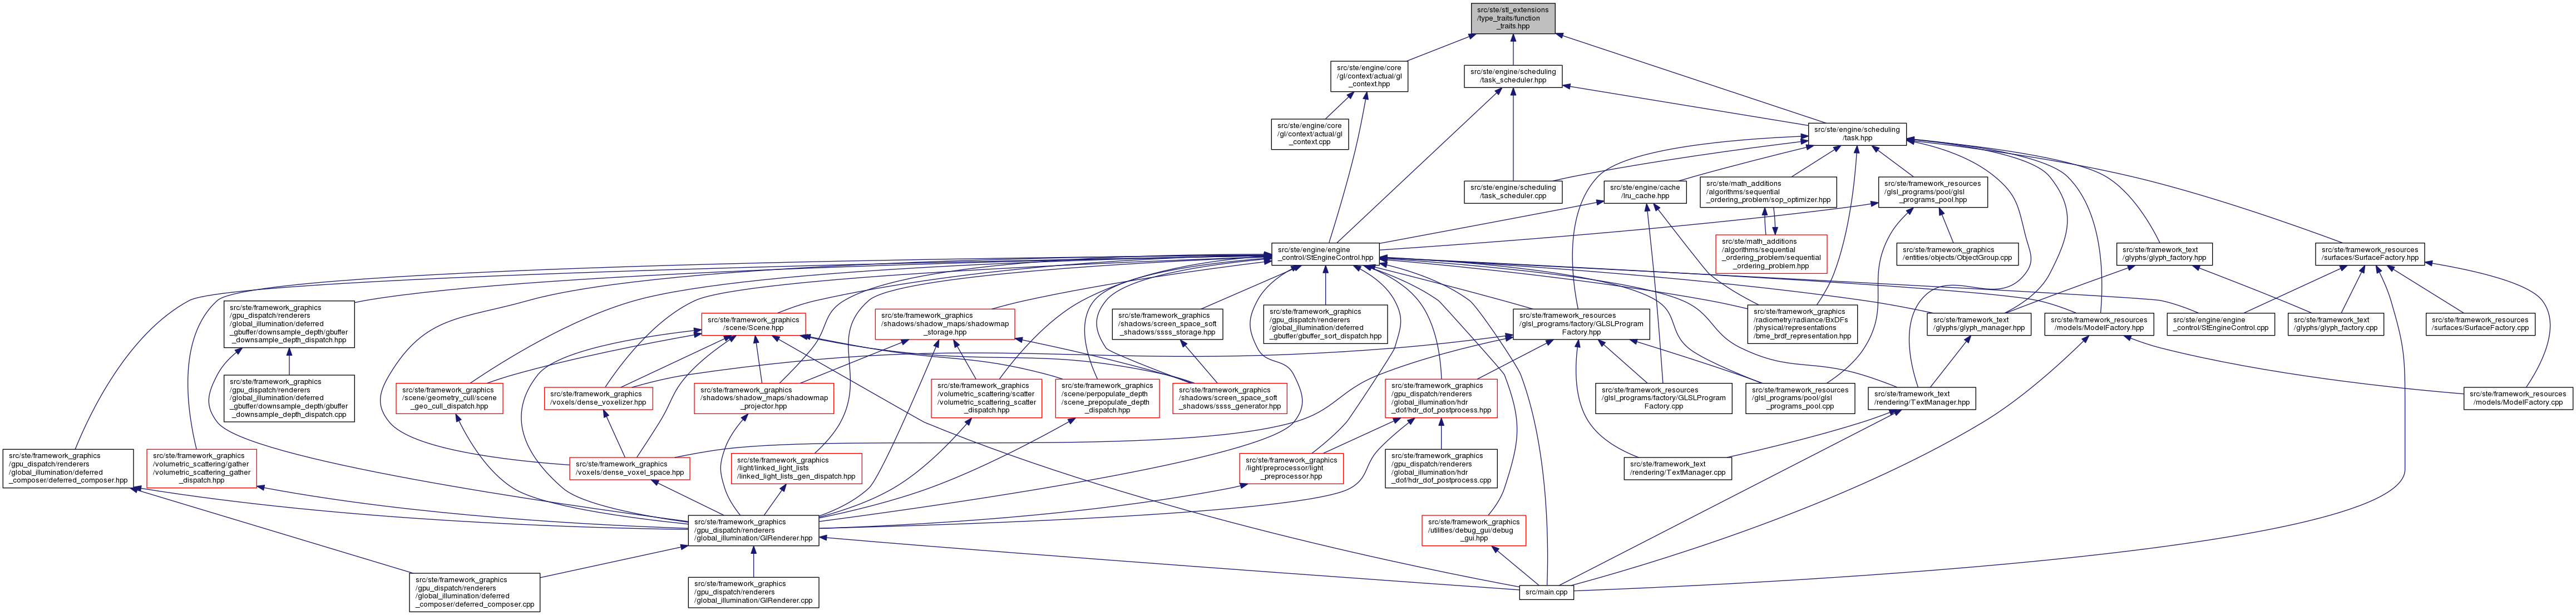 src/ste/stl_extensions
/type_traits/function
_traits.hpp
src/ste/engine/core
/gl/context/actual/gl
_context.hpp
src/ste/engine/scheduling
/task_scheduler.hpp
src/ste/engine/core
/gl/context/actual/gl
_context.cpp
src/ste/engine/scheduling
/task.hpp
src/ste/engine/scheduling
/task_scheduler.cpp
src/ste/engine/cache
/lru_cache.hpp
src/ste/math_additions
/algorithms/sequential
_ordering_problem/sop_optimizer.hpp
src/ste/framework_resources
/glsl_programs/pool/glsl
_programs_pool.hpp
src/ste/engine/engine
_control/StEngineControl.hpp
src/ste/math_additions
/algorithms/sequential
_ordering_problem/sequential
_ordering_problem.hpp
src/ste/framework_graphics
/entities/objects/ObjectGroup.cpp
src/ste/framework_text
/glyphs/glyph_factory.hpp
src/ste/framework_resources
/surfaces/SurfaceFactory.hpp
src/ste/framework_graphics
/gpu_dispatch/renderers
/global_illumination/deferred
_gbuffer/downsample_depth/gbuffer
_downsample_depth_dispatch.hpp
src/ste/framework_graphics
/scene/Scene.hpp
src/ste/framework_graphics
/shadows/shadow_maps/shadowmap
_storage.hpp
src/ste/framework_graphics
/shadows/screen_space_soft
_shadows/ssss_storage.hpp
src/ste/framework_graphics
/gpu_dispatch/renderers
/global_illumination/deferred
_gbuffer/gbuffer_sort_dispatch.hpp
src/ste/framework_resources
/glsl_programs/factory/GLSLProgram
Factory.hpp
src/ste/framework_graphics
/radiometry/radiance/BxDFs
/physical/representations
/bme_brdf_representation.hpp
src/ste/framework_text
/glyphs/glyph_manager.hpp
src/ste/framework_resources
/models/ModelFactory.hpp
src/ste/engine/engine
_control/StEngineControl.cpp
src/ste/framework_text
/glyphs/glyph_factory.cpp
src/ste/framework_resources
/surfaces/SurfaceFactory.cpp
src/ste/framework_graphics
/gpu_dispatch/renderers
/global_illumination/deferred
_gbuffer/downsample_depth/gbuffer
_downsample_depth_dispatch.cpp
src/ste/framework_graphics
/scene/geometry_cull/scene
_geo_cull_dispatch.hpp
src/ste/framework_graphics
/voxels/dense_voxelizer.hpp
src/ste/framework_graphics
/shadows/shadow_maps/shadowmap
_projector.hpp
src/ste/framework_graphics
/volumetric_scattering/scatter
/volumetric_scattering_scatter
_dispatch.hpp
src/ste/framework_graphics
/scene/perpopulate_depth
/scene_prepopulate_depth
_dispatch.hpp
src/ste/framework_graphics
/shadows/screen_space_soft
_shadows/ssss_generator.hpp
src/ste/framework_graphics
/gpu_dispatch/renderers
/global_illumination/hdr
_dof/hdr_dof_postprocess.hpp
src/ste/framework_resources
/glsl_programs/factory/GLSLProgram
Factory.cpp
src/ste/framework_resources
/glsl_programs/pool/glsl
_programs_pool.cpp
src/ste/framework_text
/rendering/TextManager.hpp
src/ste/framework_resources
/models/ModelFactory.cpp
src/ste/framework_graphics
/gpu_dispatch/renderers
/global_illumination/deferred
_composer/deferred_composer.hpp
src/ste/framework_graphics
/volumetric_scattering/gather
/volumetric_scattering_gather
_dispatch.hpp
src/ste/framework_graphics
/voxels/dense_voxel_space.hpp
src/ste/framework_graphics
/light/linked_light_lists
/linked_light_lists_gen_dispatch.hpp
src/ste/framework_graphics
/light/preprocessor/light
_preprocessor.hpp
src/ste/framework_graphics
/gpu_dispatch/renderers
/global_illumination/hdr
_dof/hdr_dof_postprocess.cpp
src/ste/framework_text
/rendering/TextManager.cpp
src/ste/framework_graphics
/gpu_dispatch/renderers
/global_illumination/GIRenderer.hpp
src/ste/framework_graphics
/utilities/debug_gui/debug
_gui.hpp
src/ste/framework_graphics
/gpu_dispatch/renderers
/global_illumination/deferred
_composer/deferred_composer.cpp
src/ste/framework_graphics
/gpu_dispatch/renderers
/global_illumination/GIRenderer.cpp
src/main.cpp